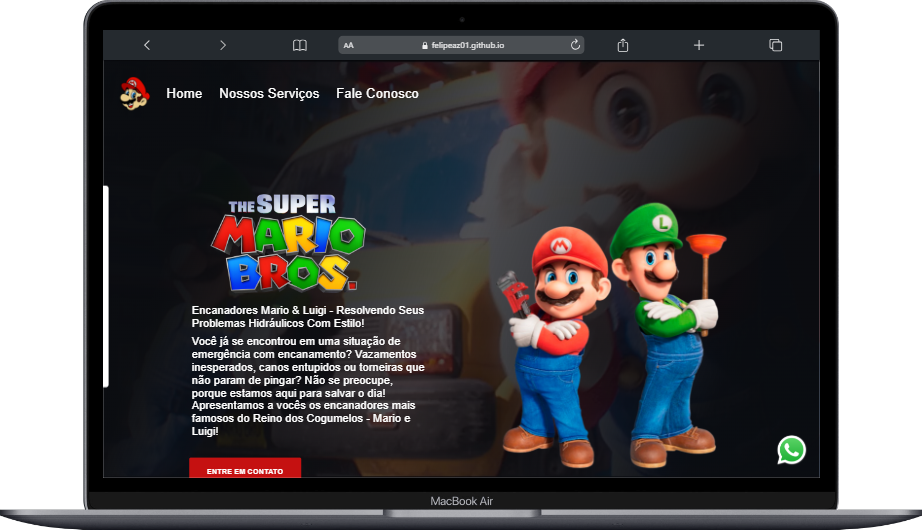 AA
felipeaz01.github.io
Home Nossos Serviços Fale Conosco
THE SUPER
MARIO
BROS.
Encanadores Mario & Luigi - Resolvendo Seus
Problemas Hidráulicos Com Estilo!
Você já se encontrou em uma situação de
emergência com encanamento? Vazamentos
inesperados, canos entupidos ou torneiras que
não param de pingar? Não se preocupe,
porque estamos aqui para salvar o dia!
Apresentamos a vocês os encanadores mais
famosos do Reino dos Cogumelos - Mario e
Luigi!
M
L
ENTRE EM CONTATO
MacBook Air